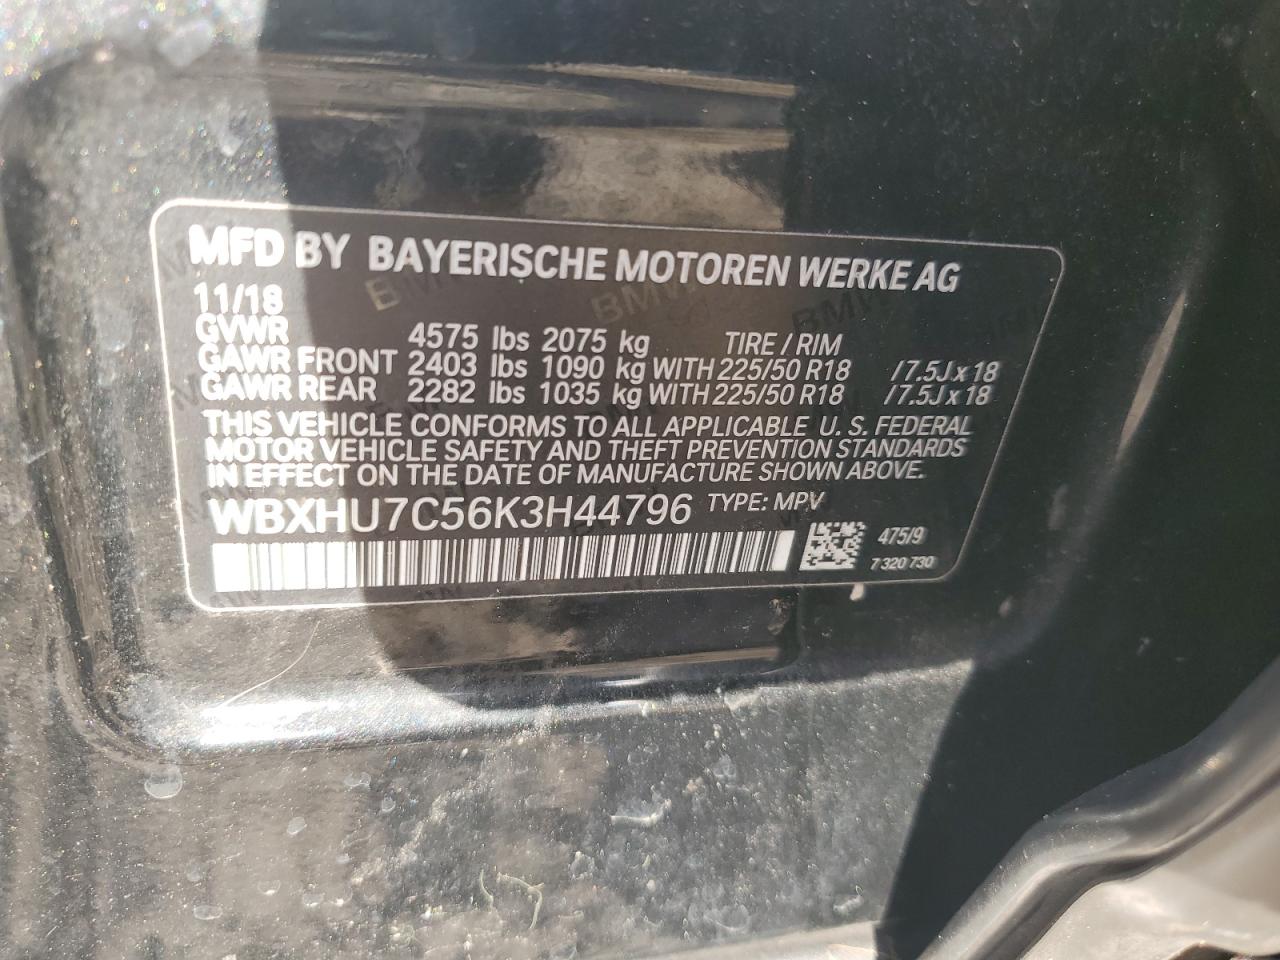 MFD BY BAYERISCHE MOTOREN WERKE AG
11/18
GVWR 4575 lbs 2075 kg TIRE / RIM
GAWR FRONT 2403 lbs 1090 kg WITH 225/50 R18 /7.5J x 18
GAWR REAR 2282 lbs 1035 kg WITH 225/50 R18 /7.5J x 18
THIS VEHICLE CONFORMS TO ALL APPLICABLE U. S. FEDERAL
MOTOR VEHICLE SAFETY AND THEFT PREVENTION STANDARDS
IN EFFECT ON THE DATE OF MANUFACTURE SHOWN ABOVE.
WBXHU7C56K3H44796 TYPE: MPV
475/9
7 320 730